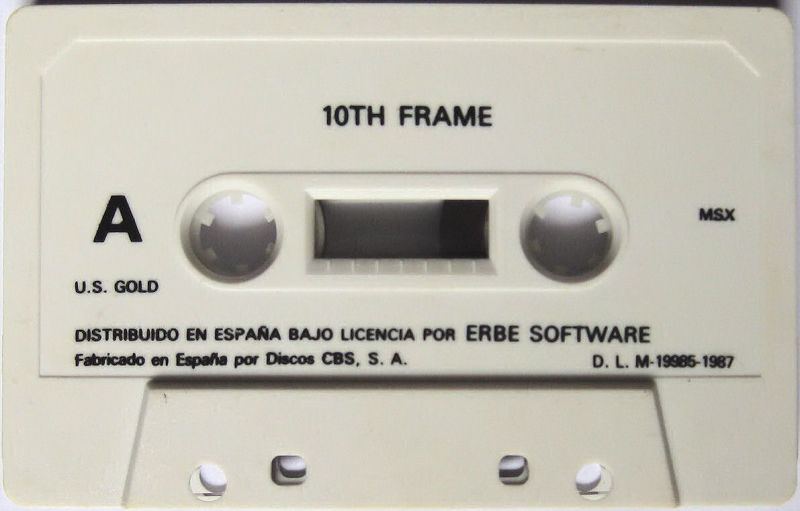 10TH FRAME
A
MSX
U.S. GOLD
DISTRIBUIDO EN ESPAÑA BAJO LICENCIA POR ERBE SOFTWARE
Fabricado en España por Discos CBS, S. A.
D. L. M-19985-1987